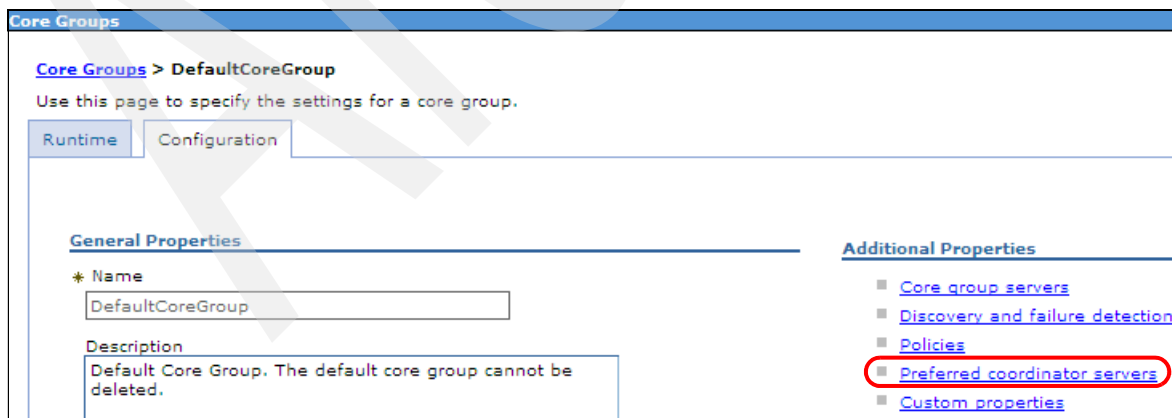 Core Groups
Core Groups > DefaultCoreGroup
Use this page to specify the settings for a core group.
Runtime
Configuration
General Properties
* Name
DefaultCoreGroup
Description
Default Core Group. The default core group cannot be
deleted.
Additional Properties
Core group servers
Discovery and failure detection
Policies
Preferred coordinator servers
Custom properties